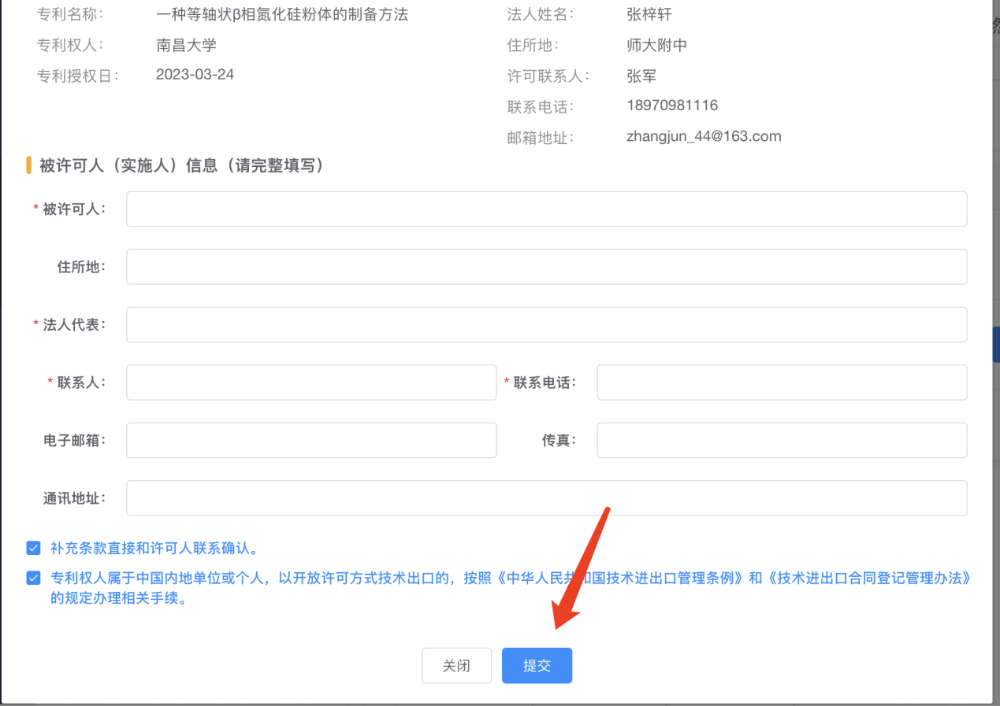 专利名称： 一种等轴状β相氮化硅粉体的制备方法 法人姓名： 张梓轩
专利权人： 南昌大学 住所地： 师大附中
专利授权日： 2023-03-24 许可联系人： 张军
联系电话： 18970981116
邮箱地址： zhangjun_44@163.com
被许可人（实施人）信息（请完整填写）
* 被许可人：
住所地：
* 法人代表：
* 联系人： * 联系电话：
电子邮箱： 传真：
通讯地址：
补充条款直接和许可人联系确认。
专利权人属于中国内地单位或个人，以开放许可方式技术出口的，按照《中华人民共和国技术进出口管理条例》和《技术进出口合同登记管理办法》
的规定办理相关手续。
关闭 提交